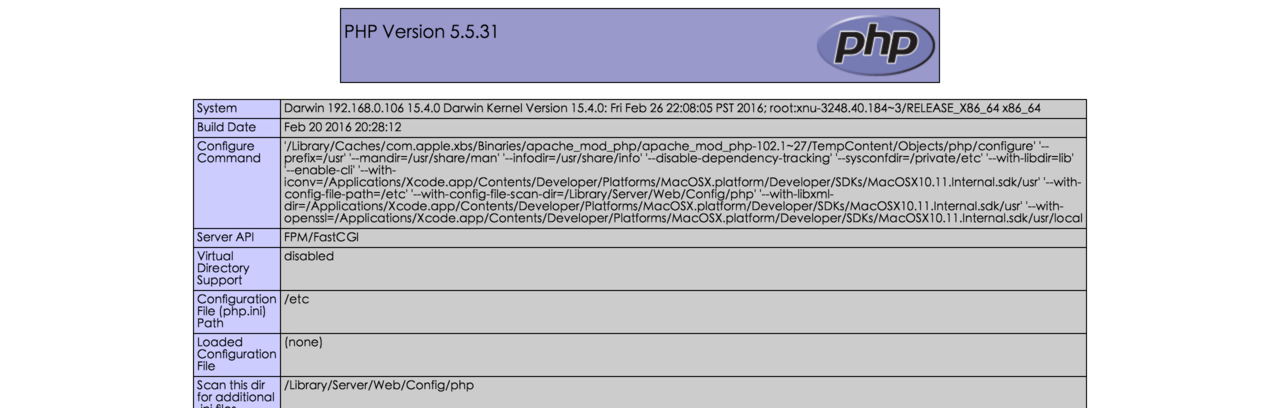 PHP Version 5.5.31
php
System Darwin 192.168.0.106 15.4.0 Darwin Kernel Version 15.4.0: Fri Feb 26 22:08:05 PST 2016; root:xnu-3248.40.184~3/RELEASE_X86_64 x86_64
Build Date Feb 20 2016 20:28:12
Configure Command
'/Library/Caches/com.apple.xbs/Binaries/apache_mod_php/apache_mod_php-102.1~27/TempContent/Objects/php/configure' '--
prefix=/usr' '--mandir=/usr/share/man' '--infodir=/usr/share/info' '--disable-dependency-tracking' '--sysconfdir=/private/etc' '--with-libdir=lib'
'--enable-cli' '--with-
iconv=/Applications/Xcode.app/Contents/Developer/Platforms/MacOSX.platform/Developer/SDKs/MacOSX10.11.Internal.sdk/usr' '--with-
config-file-path=/etc' '--with-config-file-scan-dir=/Library/Server/Web/Config/php' '--with-libxml-
dir=/Applications/Xcode.app/Contents/Developer/Platforms/MacOSX.platform/Developer/SDKs/MacOSX10.11.Internal.sdk/usr' '--with-
openssl=/Applications/Xcode.app/Contents/Developer/Platforms/MacOSX.platform/Developer/SDKs/MacOSX10.11.Internal.sdk/usr/local
Server API FPM/FastCGI
Virtual
Directory
Support
disabled
Configuration
File (php.ini)
Path
/etc
Loaded
Configuration
File
(none)
Scan this dir
for additional
.ini files
/Library/Server/Web/Config/php